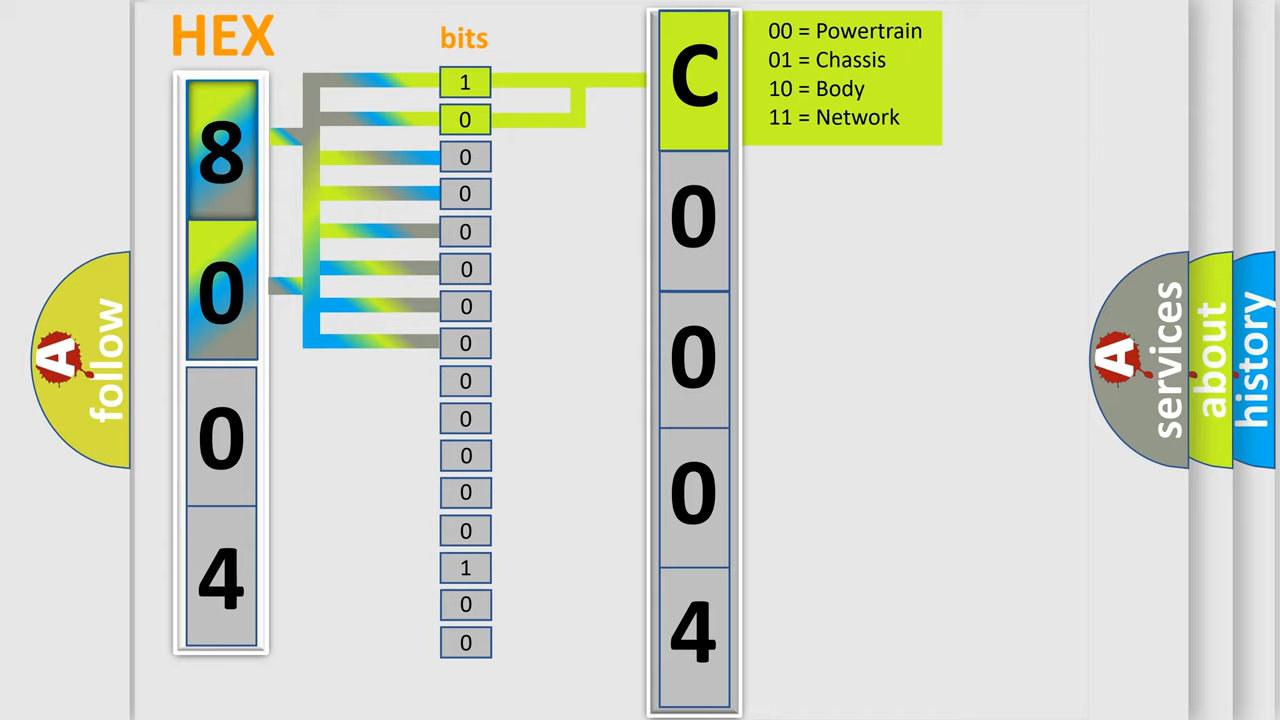 HEX
bits
8
0
0
4
1
0
0
0
0
0
0
0
0
0
0
0
0
1
0
0
C
0
0
0
4
00 = Powertrain
01 = Chassis
10 = Body
11 = Network
A
follow
A
services
about
history